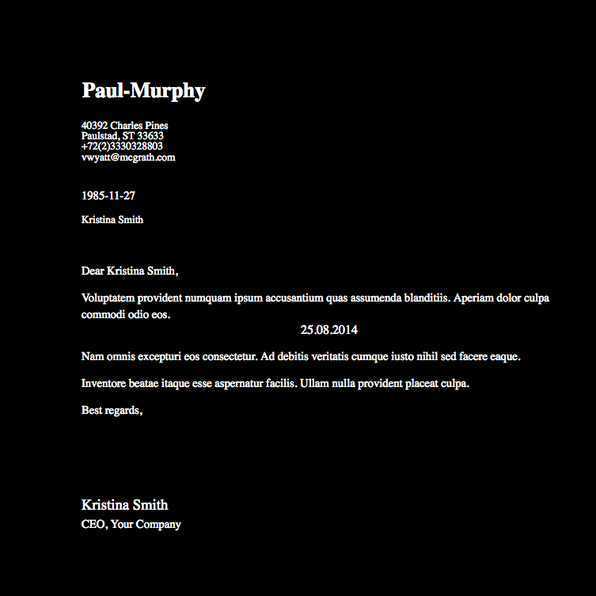 Paul-Murphy
40392 Charles Pines
Paulstad, ST 33633
+72(2)3330328803
vwyatt@mcgrath.com
1985-11-27
Kristina Smith
Dear Kristina Smith,
Voluptatem provident numquam ipsum accusantium quas assumenda blanditiis. Aperiam dolor culpa
commodi odio eos.
25.08.2014
Nam omnis excepturi eos consectetur. Ad debitis veritatis cumque iusto nihil sed facere eaque.
Inventore beatae itaque esse aspernatur facilis. Ullam nulla provident placeat culpa.
Best regards,
Kristina Smith
CEO, Your Company